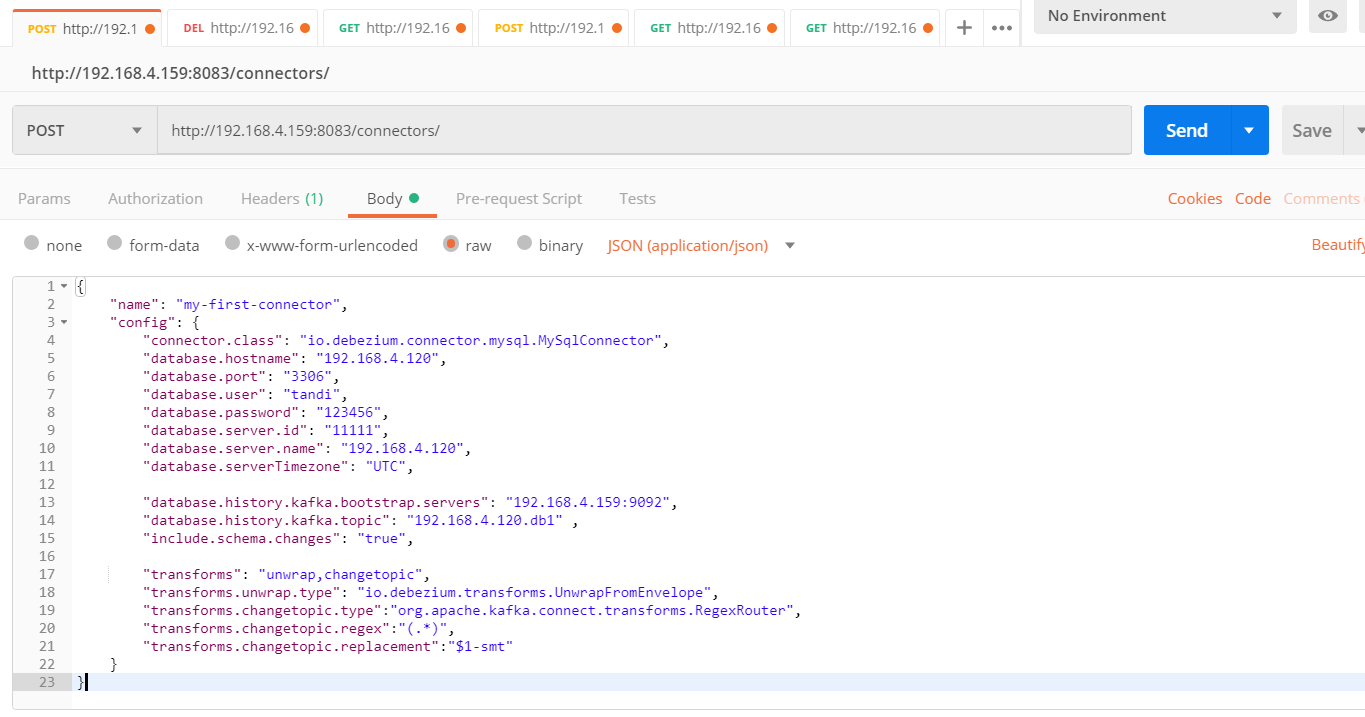 POST http://192.1 DEL http://192.16 GET http://192.16 POST http://192.1 GET http://192.16 GET http://192.16 + ••• No Environment
http://192.168.4.159:8083/connectors/
POST http://192.168.4.159:8083/connectors/ Send Save
Params Authorization Headers (1) Body Pre-request Script Tests Cookies Code Comments
none form-data x-www-form-urlencoded raw binary JSON (application/json) Beautify
1 {
2 "name": "my-first-connector",
3 "config": {
4 "connector.class": "io.debezium.connector.mysql.MySqlConnector",
5 "database.hostname": "192.168.4.120",
6 "database.port": "3306",
7 "database.user": "tandi",
8 "database.password": "123456",
9 "database.server.id": "11111",
10 "database.server.name": "192.168.4.120",
11 "database.serverTimezone": "UTC",
12
13 "database.history.kafka.bootstrap.servers": "192.168.4.159:9092",
14 "database.history.kafka.topic": "192.168.4.120.db1" ,
15 "include.schema.changes": "true",
16
17 "transforms": "unwrap,changetopic",
18 "transforms.unwrap.type": "io.debezium.transforms.UnwrapFromEnvelope",
19 "transforms.changetopic.type":"org.apache.kafka.connect.transforms.RegexRouter",
20 "transforms.changetopic.regex":"(.*)",
21 "transforms.changetopic.replacement":"$1-smt"
22 }
23 }